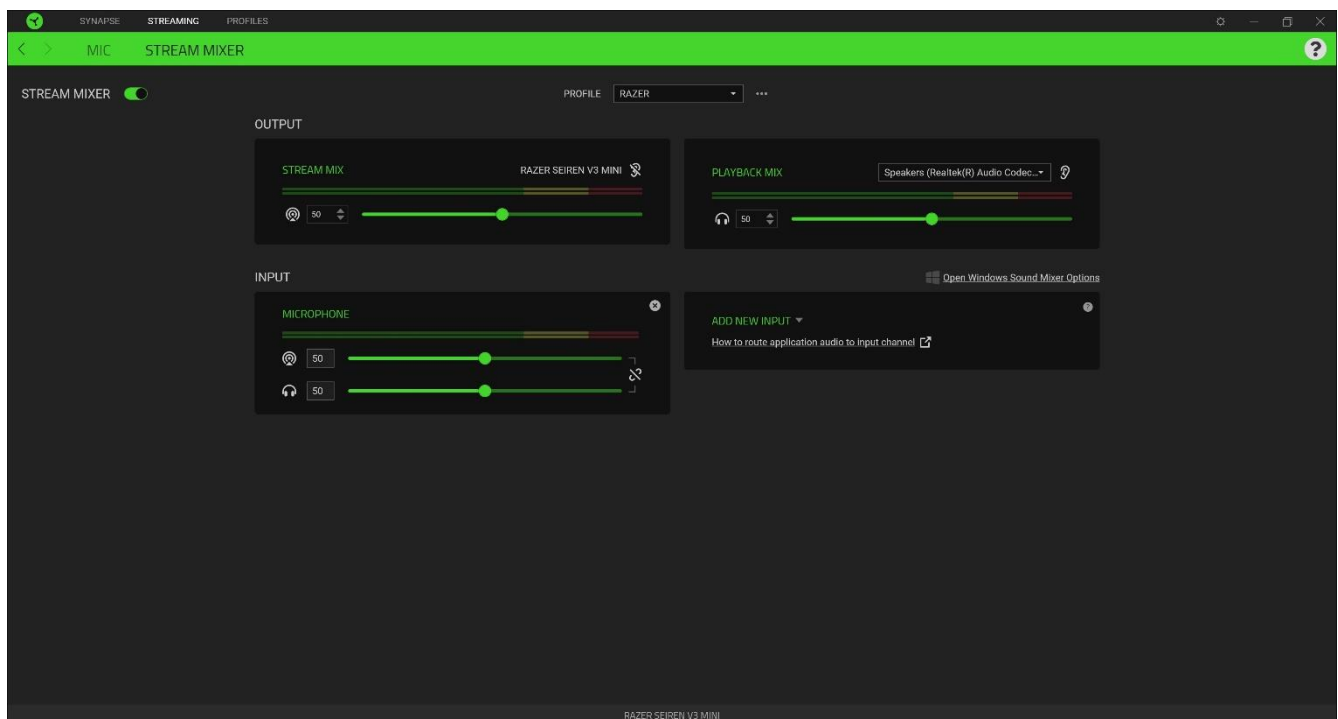 SYNAPSE STREAMING PROFILES
MIC STREAM MIXER ?
STREAM MIXER PROFILE RAZER
OUTPUT
STREAM MIX RAZER SEIREN V3 MINI
50
PLAYBACK MIX Speakers (Realtek(R) Audio Codec...
50
INPUT
Open Windows Sound Mixer Options
MICROPHONE
50
50
ADD NEW INPUT ?
How to route application audio to input channel
RAZER SEIREN V3 MINI